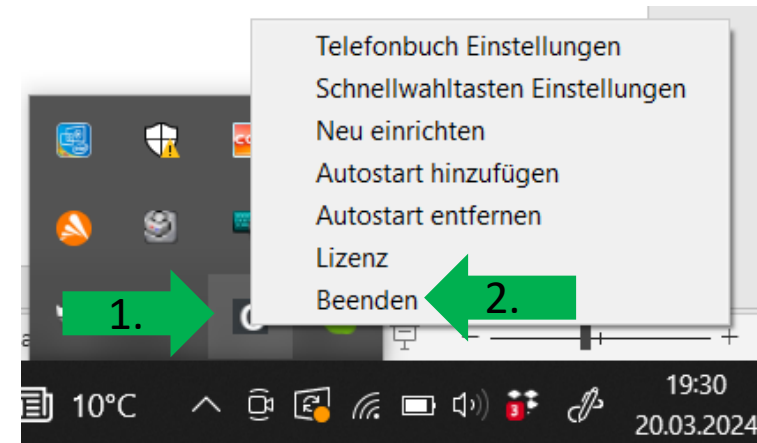 Telefonbuch Einstellungen
Schnellwahltasten Einstellungen
Neu einrichten
Autostart hinzufügen
Autostart entfernen
Lizenz
Beenden
1.
2.
10°C
3
19:30
20.03.2024